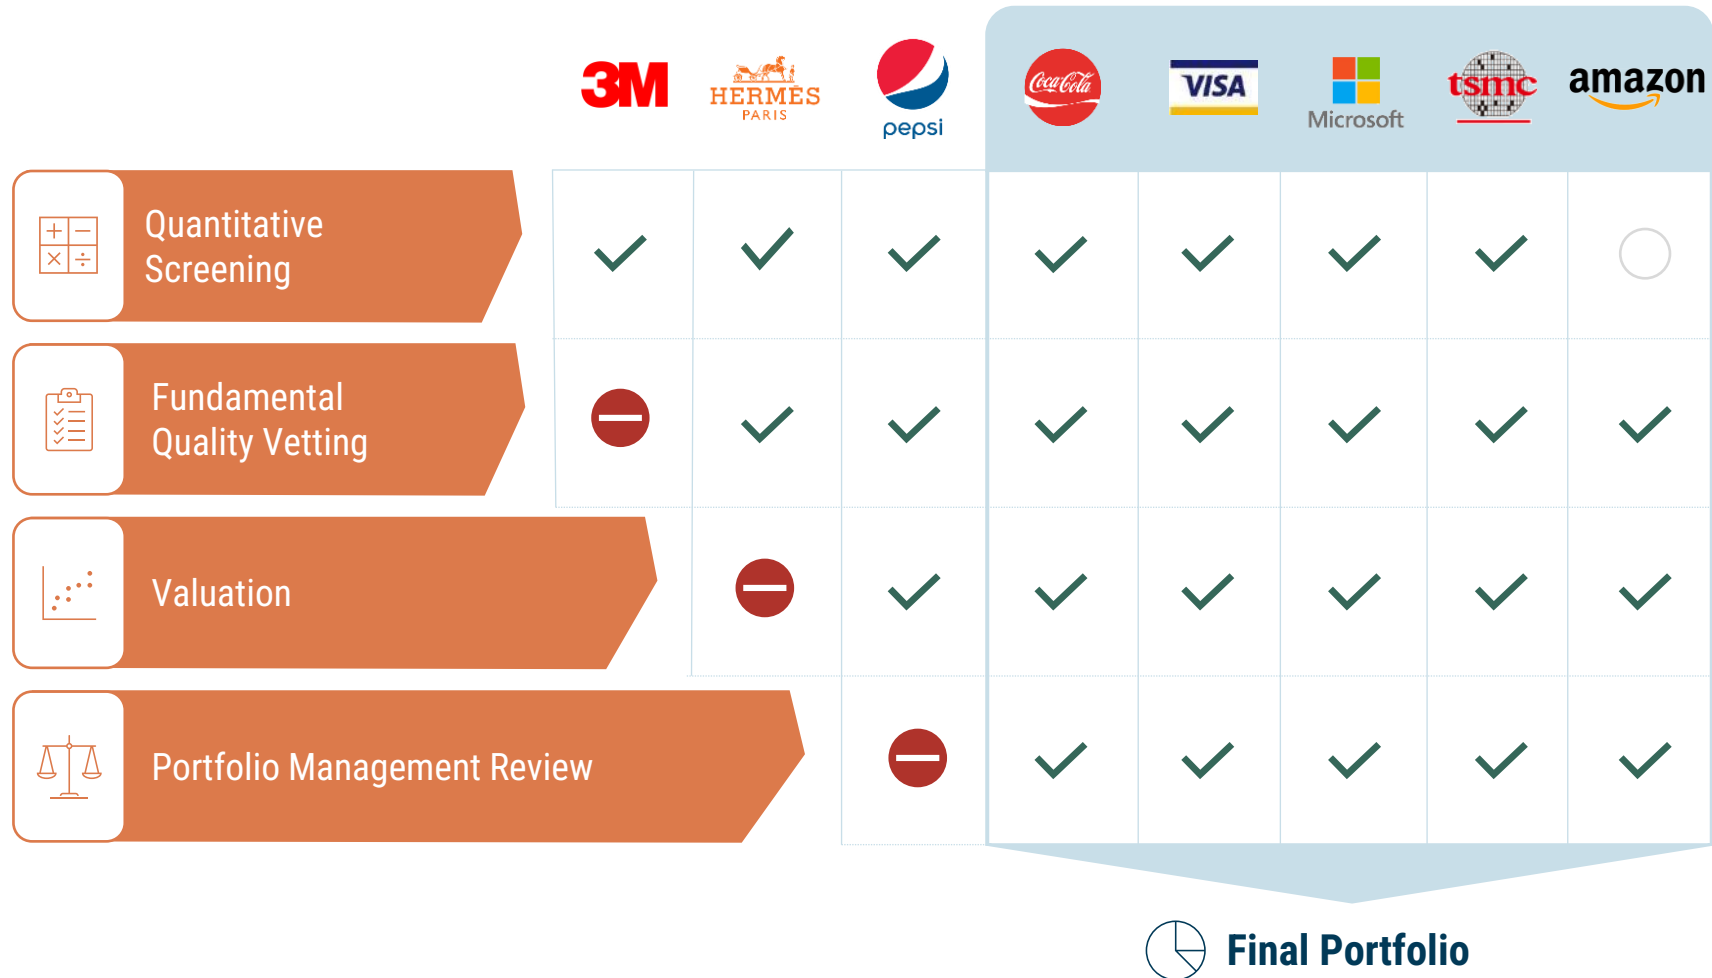 3M
HERMÈS
PARIS
pepsi
Coca-Cola
VISA
Microsoft
tsmc
amazon
Quantitative
Screening
Fundamental
Quality Vetting
Valuation
Portfolio Management Review
Final Portfolio